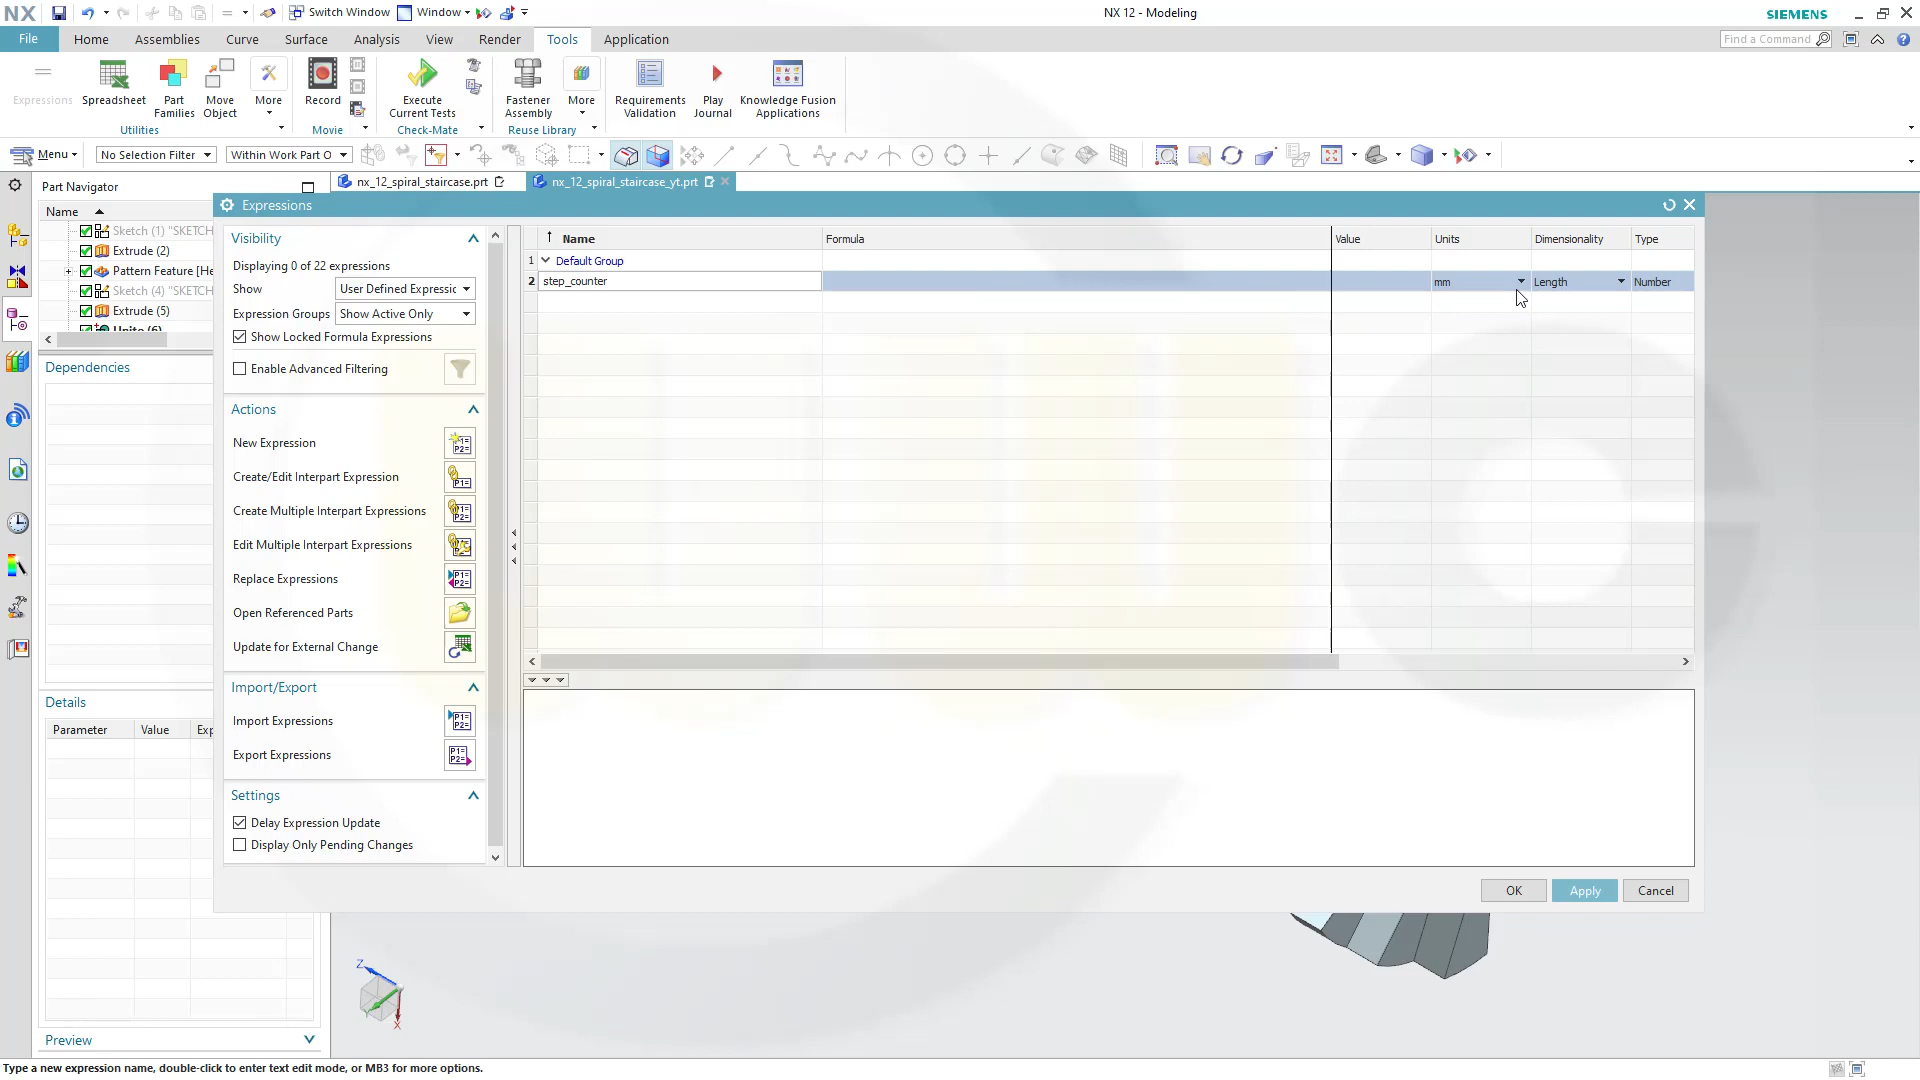 NX
Switch Window
Window
NX 12 - Modeling
SIEMENS
File
Home
Assemblies
Curve
Surface
Analysis
View
Render
Tools
Application
Find a Command
Expressions
Spreadsheet
Part
Families
Move
Object
More
Record
Execute
Current Tests
Fastener
Assembly
More
Requirements
Validation
Play
Journal
Knowledge Fusion
Applications
Utilities
Movie
Check-Mate
Reuse Library
Menu
No Selection Filter
Within Work Part O
Part Navigator
nx_12_spiral_staircase.prt
nx_12_spiral_staircase_yt.prt
Name
Sketch (1) "SKETCH
Extrude (2)
Pattern Feature [He
Sketch (4) "SKETCH
Extrude (5)
Unite (6)
Dependencies
Details
Parameter
Value
Exp
Preview
Expressions
Visibility
Displaying 0 of 22 expressions
Show
User Defined Expressic
Expression Groups
Show Active Only
Show Locked Formula Expressions
Enable Advanced Filtering
Actions
New Expression
Create/Edit Interpart Expression
Create Multiple Interpart Expressions
Edit Multiple Interpart Expressions
Replace Expressions
Open Referenced Parts
Update for External Change
Import/Export
Import Expressions
Export Expressions
Settings
Delay Expression Update
Display Only Pending Changes
Name
Formula
Value
Units
Dimensionality
Type
1 Default Group
2 step_counter
mm
Length
Number
OK
Apply
Cancel
Z
X
Type a new expression name, double-click to enter text edit mode, or MB3 for more options.